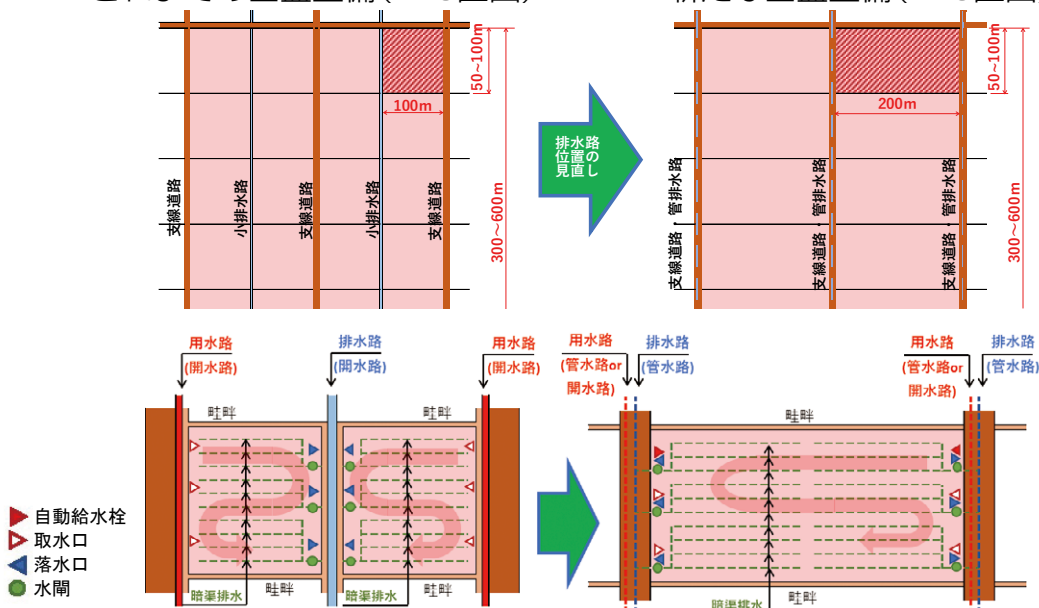 50~100m
100m
支線道路
小排水路
支線道路
小排水路
支線道路
300～600m
排水路
位置の
見直し
50~100m
200m
支線道路・管排水路
支線道路・管排水路
支線道路・管排水路
300～600m
用水路
(開水路)
排水路
(開水路)
用水路
(開水路)
畦畔
畦畔
畦畔
畦畔
暗渠排水
暗渠排水
用水路
(管水路or
開水路)
排水路
(管水路)
用水路
(管水路or
開水路)
排水路
(管水路)
畦畔
畦畔
暗渠排水
自動給水栓
取水口
落水口
水閘